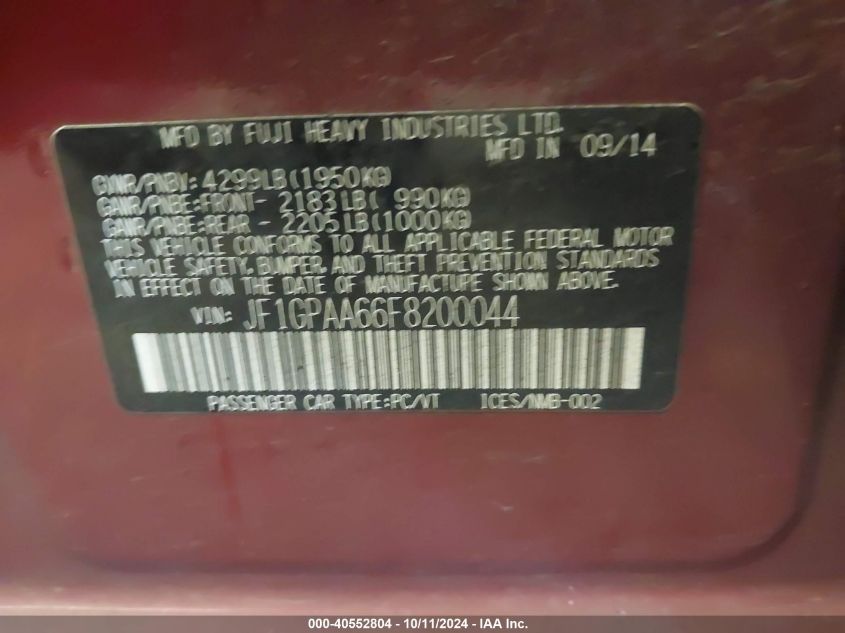 MFD BY FUJI HEAVY INDUSTRIES LTD.
MFD IN 09/14
GVWR/PNBV: 4299LB(1950KG)
GAWR/PNBE:FRONT- 2183LB( 990KG)
GAWR/PNBE:REAR - 2205LB(1000KG)
THIS VEHICLE CONFORMS TO ALL APPLICABLE FEDERAL MOTOR
VEHICLE SAFETY, BUMPER, AND THEFT PREVENTION STANDARDS
IN EFFECT ON THE DATE OF MANUFACTURE SHOWN ABOVE.
VIN: JF1GPAA66F8200044
PASSENGER CAR TYPE:PC/VT ICES/NMB-002
000-40552804 - 10/11/2024 - IAA Inc.